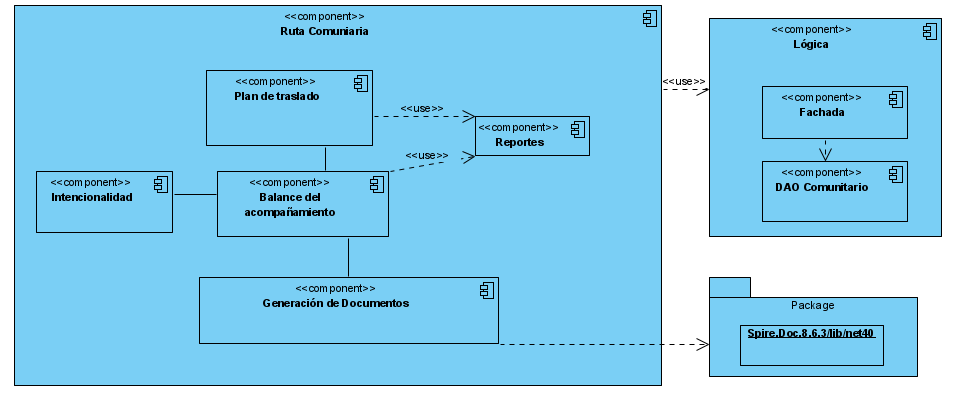 <<component>>
Ruta Comuniaria
<<component>>
Plan de traslado
<<use>>
<<component>>
Reportes
<<use>>
<<component>>
Intencionalidad
<<component>>
Balance del
acompañamiento
<<component>>
Generación de Documentos
<<use>>
<<component>>
Lógica
<<component>>
Fachada
<<component>>
DAO Comunitario
Package
Spire.Doc.8.6.3/lib/net40